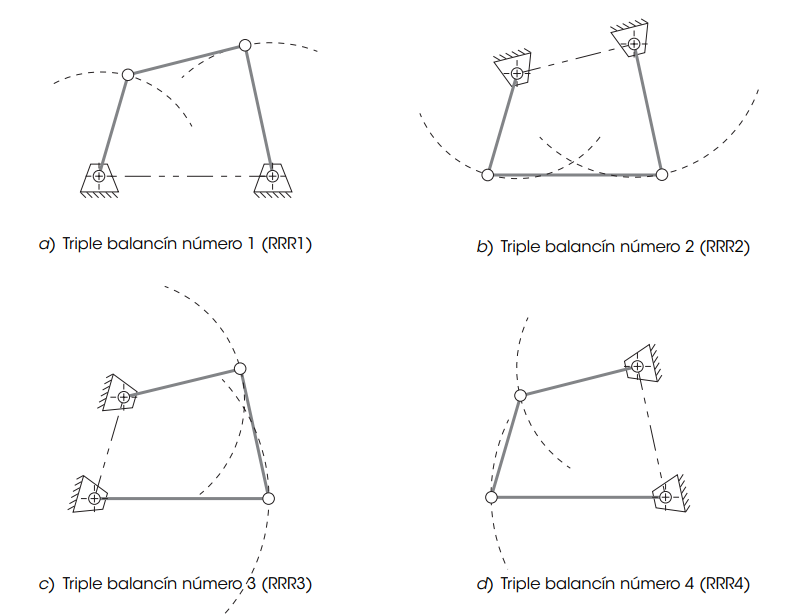 a) Triple balancín número 1 (RRR1)
b) Triple balancín número 2 (RRR2)
c) Triple balancín número 3 (RRR3)
d) Triple balancín número 4 (RRR4)